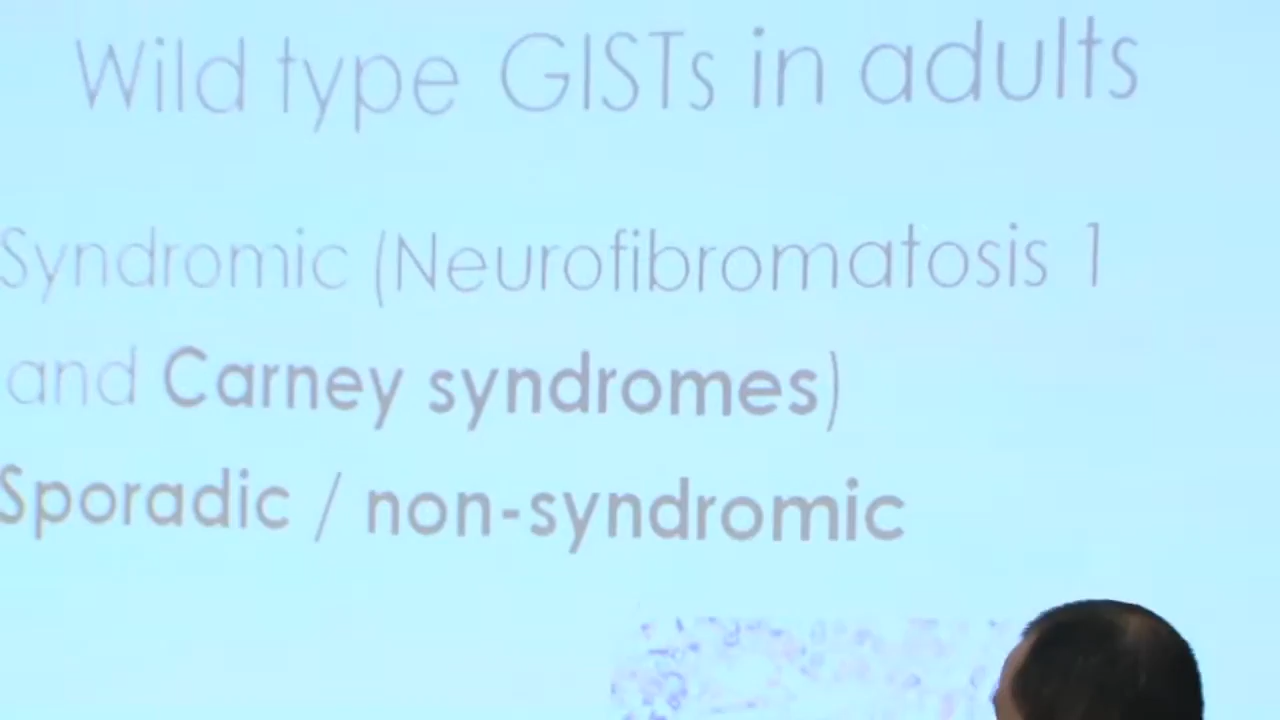 Wild type GISTs in adults
Syndromic (Neurofibromatosis 1
and Carney syndromes)
Sporadic / non-syndromic